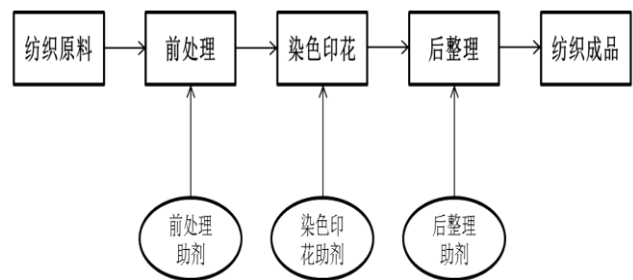 纺织原料
前处理
染色印花
后整理
纺织成品
前处理
助剂
染色印
花助剂
后整理
助剂